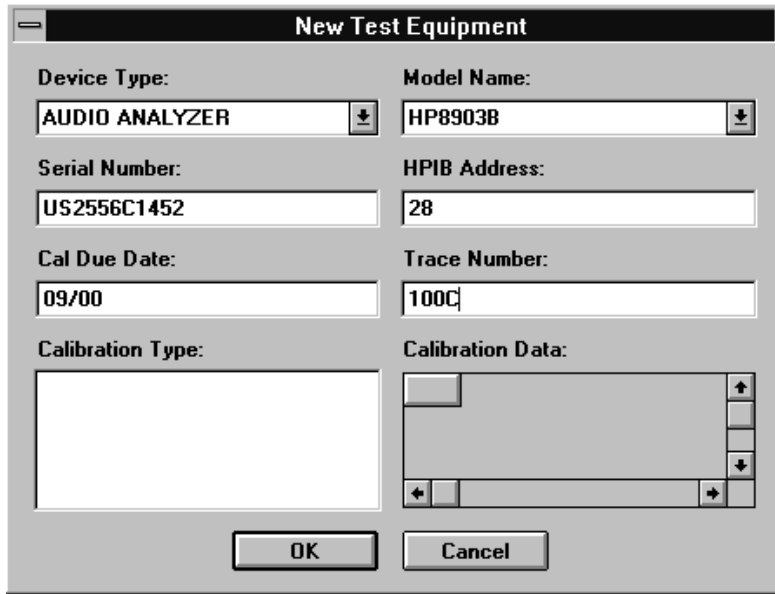 New Test Equipment
Device Type: Model Name:
AUDIO ANALYZER HP8903B
Serial Number: HPIB Address:
US2556C1452 28
Cal Due Date: Trace Number:
09/00 100C
Calibration Type: Calibration Data:
OK Cancel